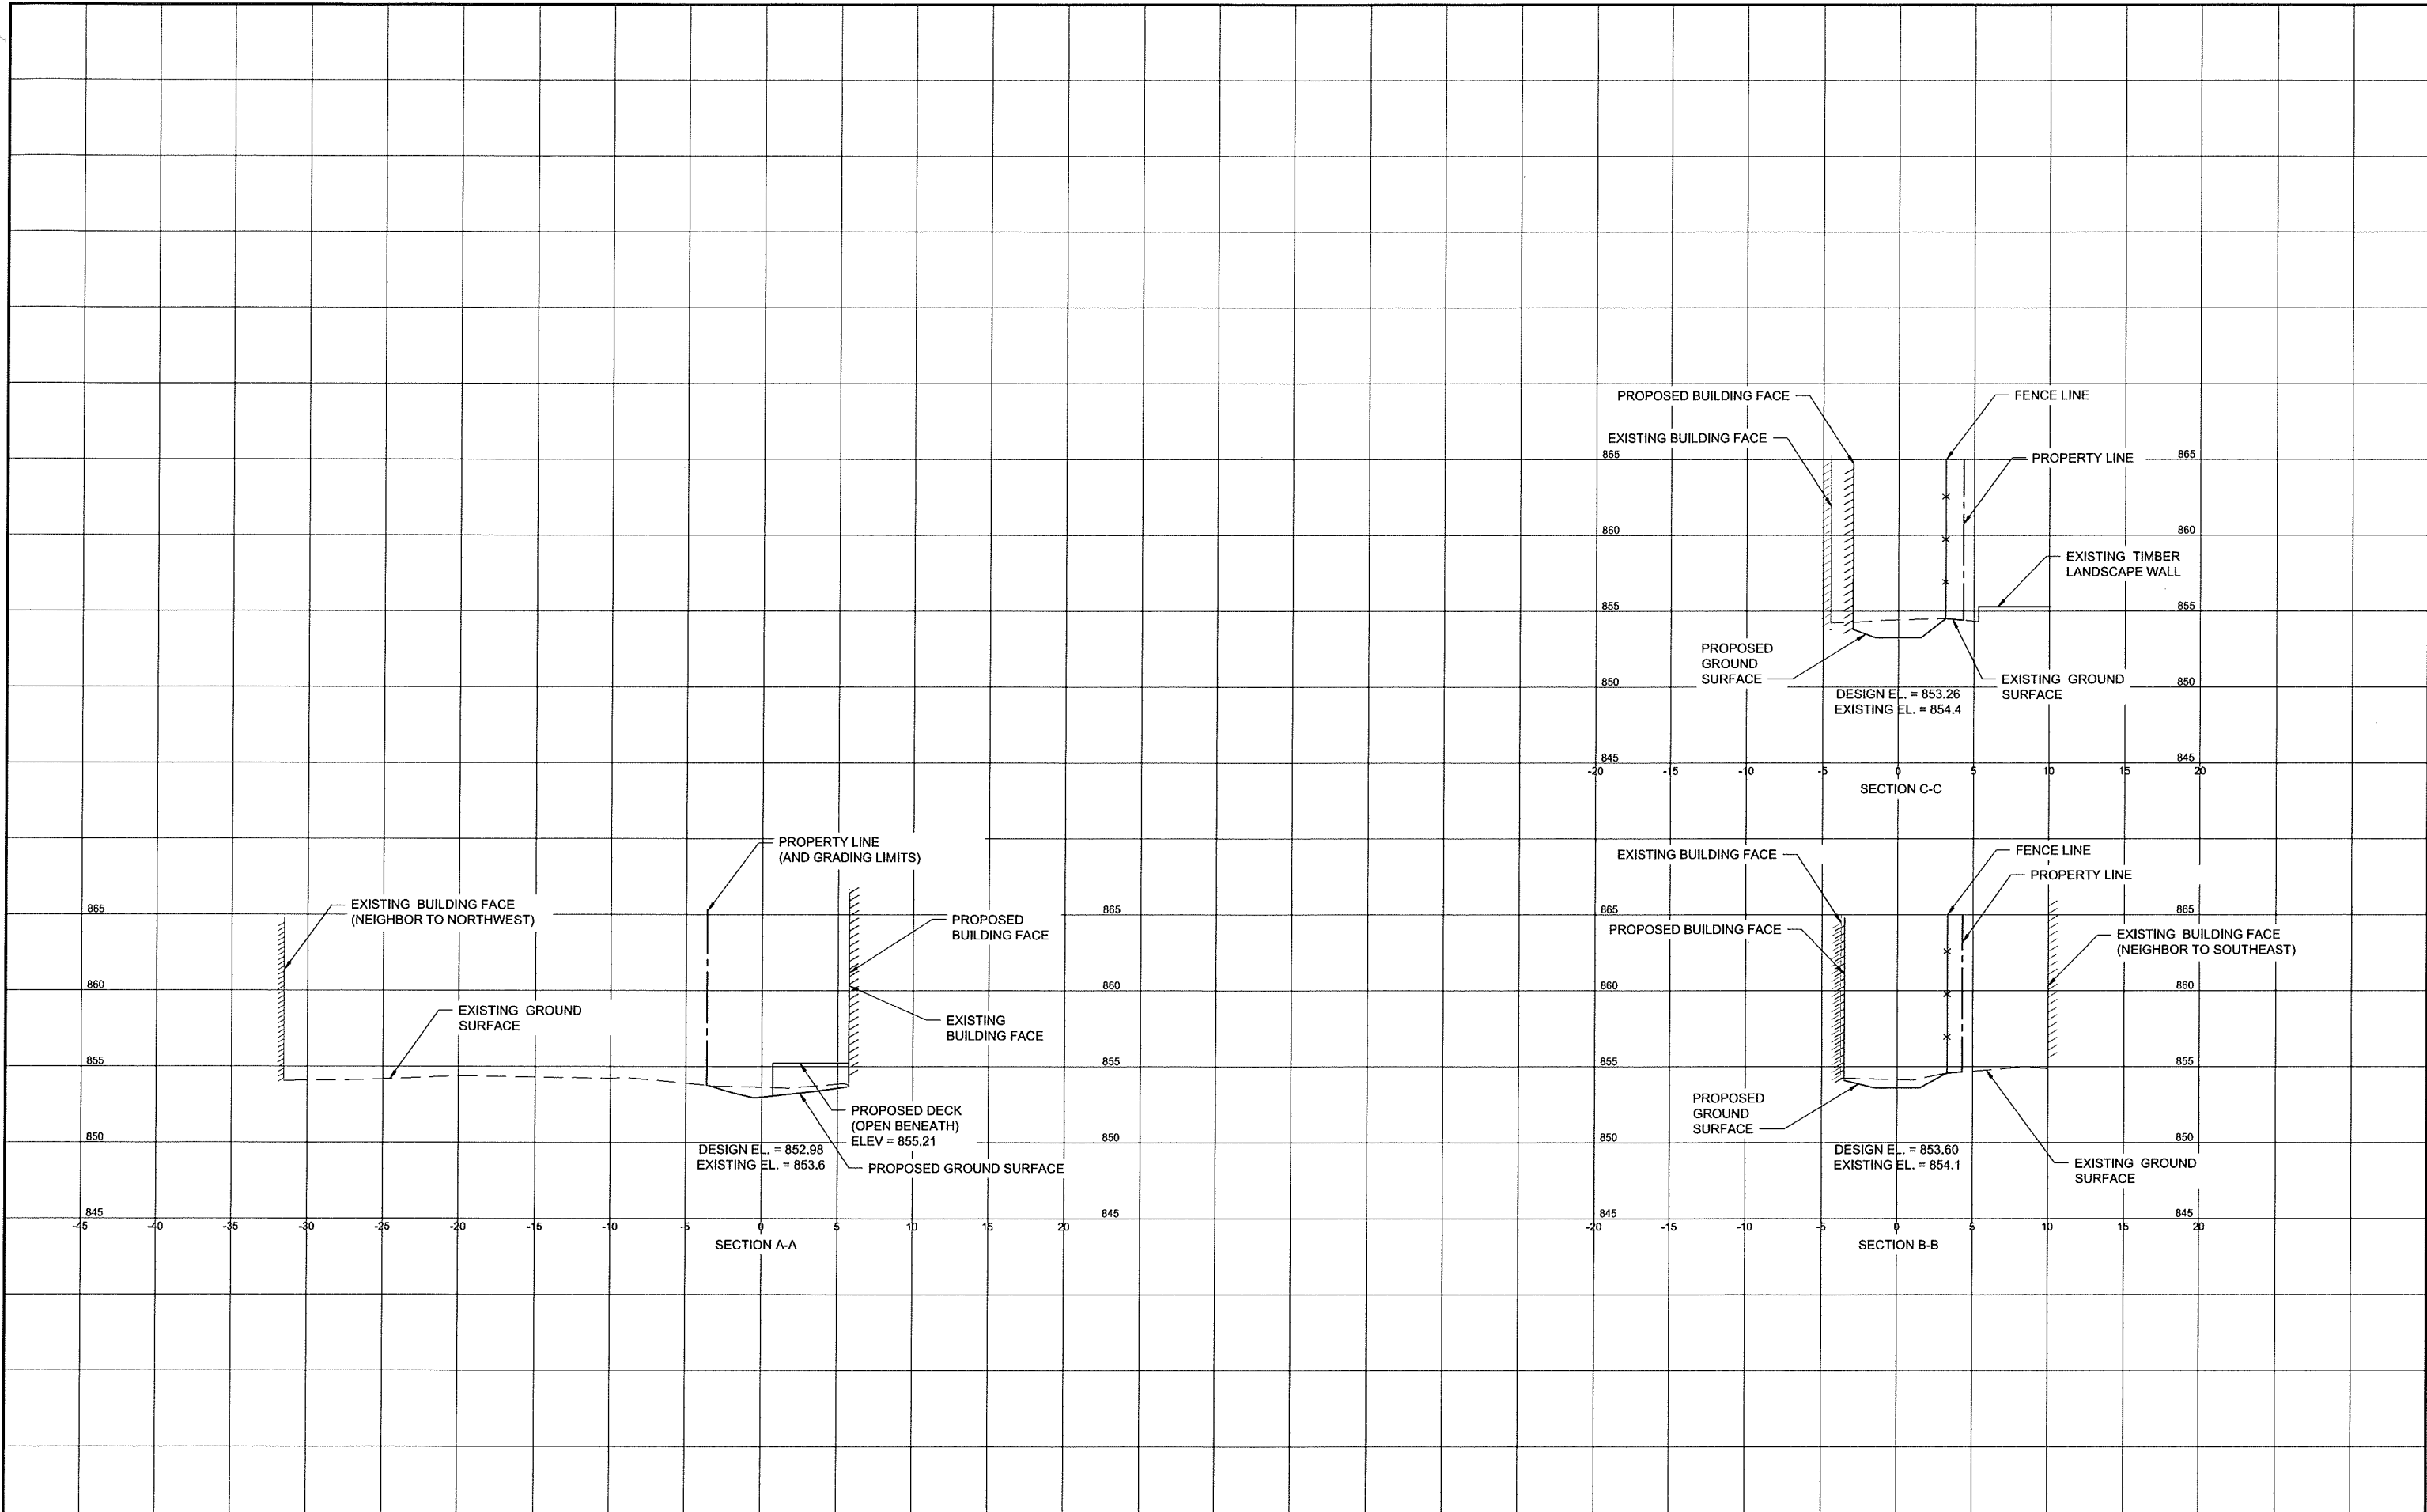 PROPOSED BUILDING FACE
FENCE LINE
EXISTING BUILDING FACE
865
PROPERTY LINE
865
860
860
EXISTING TIMBER
LANDSCAPE WALL
855
855
PROPOSED
GROUND
SURFACE
850
EXISTING GROUND
SURFACE
850
DESIGN EL. = 853.26
EXISTING EL. = 854.4
845
845
-20 -15 -10 -5 0 5 10 15 20
SECTION C-C
PROPERTY LINE
(AND GRADING LIMITS)
EXISTING BUILDING FACE
(NEIGHBOR TO NORTHWEST)
865
865
PROPOSED
BUILDING FACE
860
860
EXISTING GROUND
SURFACE
EXISTING
BUILDING FACE
855
855
PROPOSED DECK
(OPEN BENEATH)
ELEV = 855.21
850
850
DESIGN EL. = 852.98
EXISTING EL. = 853.6
PROPOSED GROUND SURFACE
845
845
-45 -40 -35 -30 -25 -20 -15 -10 -5 0 5 10 15 20
SECTION A-A
EXISTING BUILDING FACE
FENCE LINE
PROPERTY LINE
865
865
PROPOSED BUILDING FACE
EXISTING BUILDING FACE
(NEIGHBOR TO SOUTHEAST)
860
860
855
855
PROPOSED
GROUND
SURFACE
850
850
DESIGN EL. = 853.60
EXISTING EL. = 854.1
EXISTING GROUND
SURFACE
845
845
-20 -15 -10 -5 0 5 10 15 20
SECTION B-B